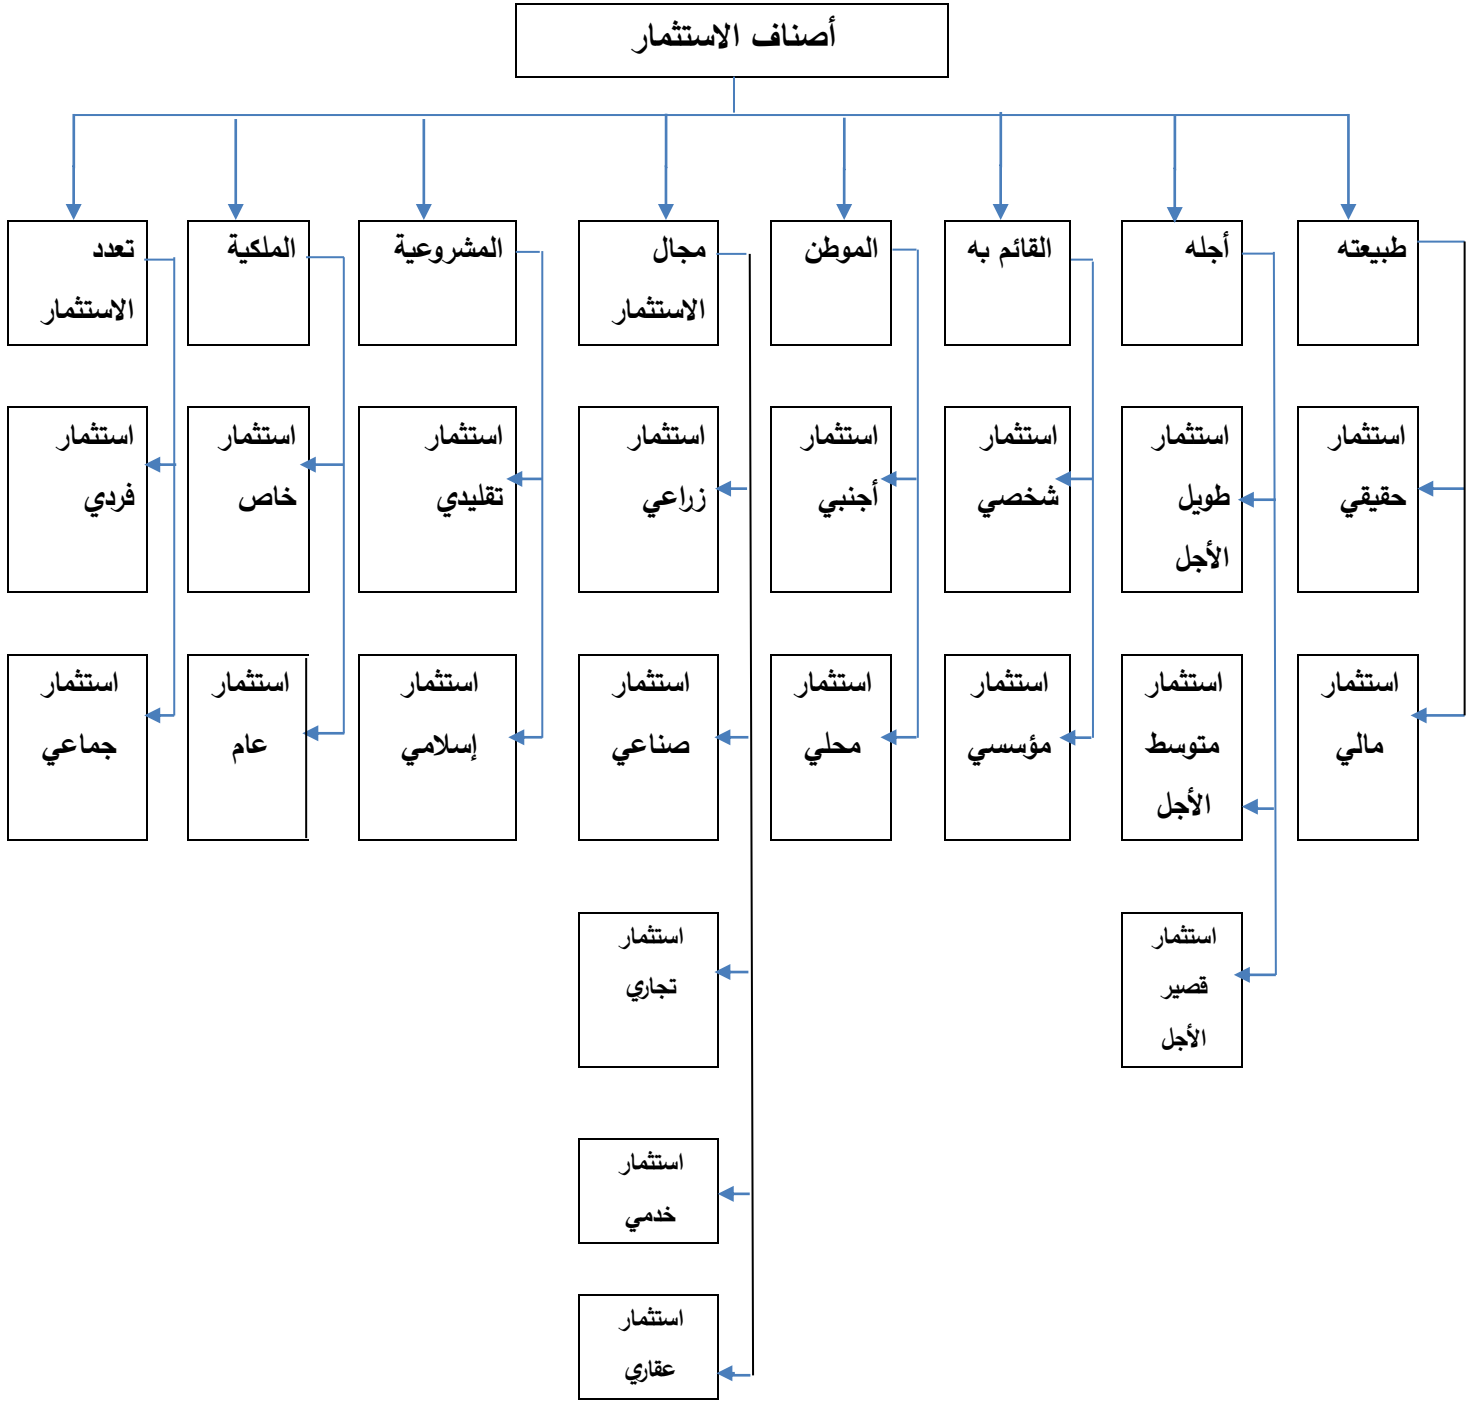 أصناف الاستثمار
طبيعته
أجله
القائم به
الموطن
مجال
الاستثمار
المشروعية
الملكية
تعدد
الاستثمار
استثمار
حقيقي
استثمار
طويل
الأجل
استثمار
شخصي
استثمار
أجنبي
استثمار
زراعي
استثمار
تقليدي
استثمار
خاص
استثمار
فردي
استثمار
مالي
استثمار
متوسط
الأجل
استثمار
مؤسسي
استثمار
محلي
استثمار
صناعي
استثمار
إسلامي
استثمار
عام
استثمار
جماعي
استثمار
قصير
الأجل
استثمار
تجاري
استثمار
خدمي
استثمار
عقاري